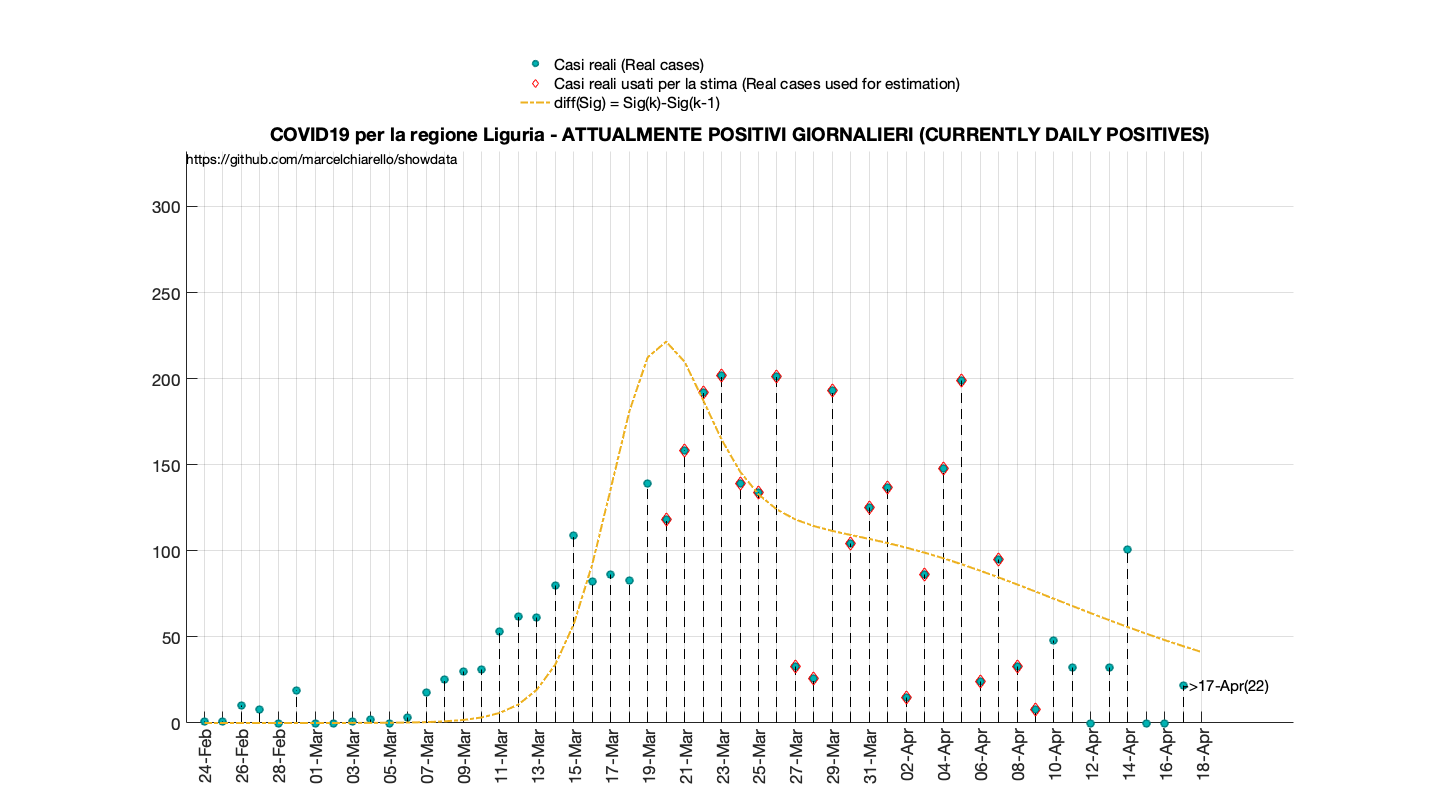 Casi reali (Real cases)
Casi reali usati per la stima (Real cases used for estimation)
diff(Sig) = Sig(k)-Sig(k-1)
COVID19 per la regione Liguria - ATTUALMENTE POSITIVI GIORNALIERI (CURRENTLY DAILY POSITIVES)
https://github.com/marcelchiarello/showdata
300
250
200
150
100
50
0
->17-Apr(22)
24-Feb
26-Feb
28-Feb
01-Mar
03-Mar
05-Mar
07-Mar
09-Mar
11-Mar
13-Mar
15-Mar
17-Mar
19-Mar
21-Mar
23-Mar
25-Mar
27-Mar
29-Mar
31-Mar
02-Apr
04-Apr
06-Apr
08-Apr
10-Apr
12-Apr
14-Apr
16-Apr
18-Apr